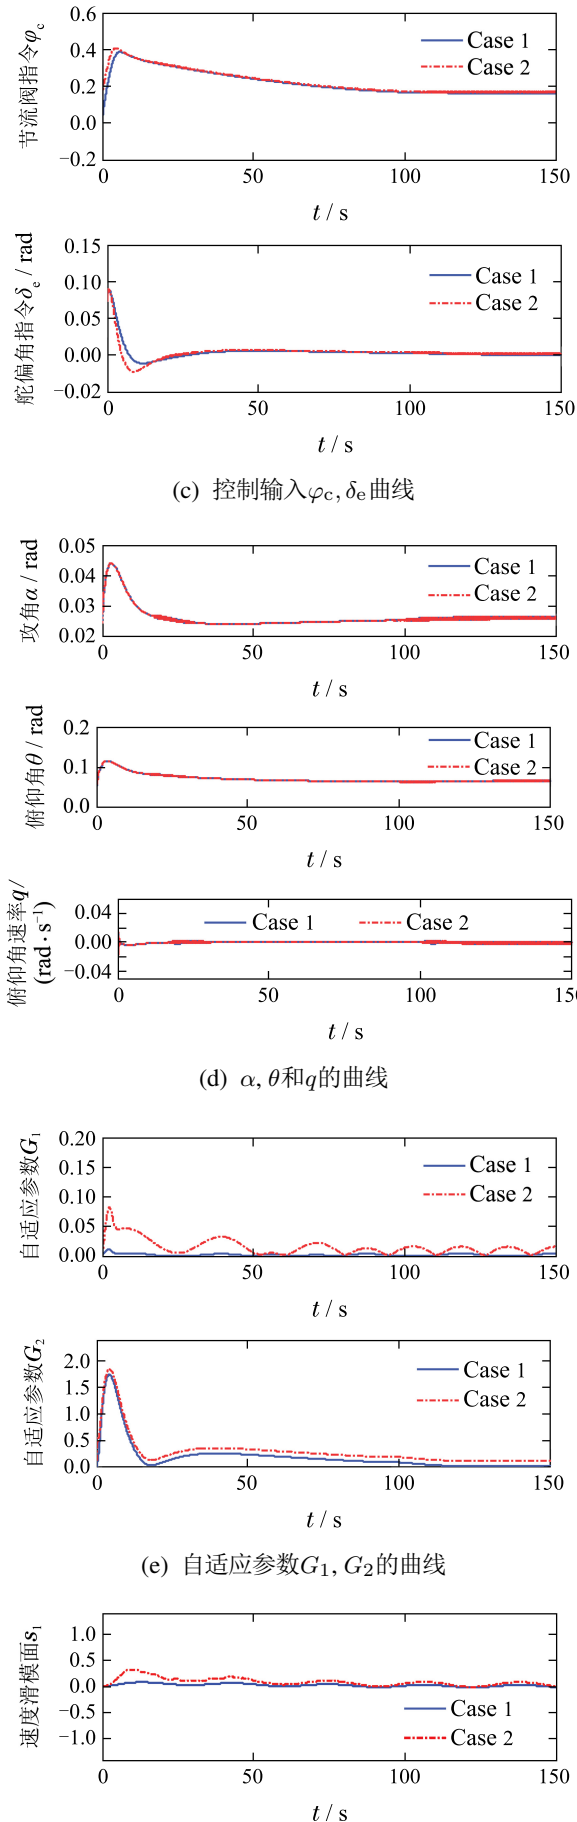 节流阀指令φc
0.6
0.4
0.2
0.0
−0.2
Case 1
Case 2
0 50 100 150
t / s
舵偏角指令δe / rad
0.15
0.10
0.05
0.00
−0.02
Case 1
Case 2
0 50 100 150
t / s
(c) 控制输入φc, δe曲线
攻角α / rad
0.05
0.04
0.03
0.02
Case 1
Case 2
0 50 100 150
t / s
俯仰角θ / rad
0.2
0.1
0.0
Case 1
Case 2
0 50 100 150
t / s
俯仰角速率q/
(rad · s⁻¹)
0.04
0.00
−0.04
Case 1 Case 2
0 50 100 150
t / s
(d) α, θ和q的曲线
自适应参数G1
0.20
0.15
0.10
0.05
0.00
Case 1
Case 2
0 50 100 150
t / s
自适应参数G2
2.0
1.5
1.0
0.5
0.0
Case 1
Case 2
0 50 100 150
t / s
(e) 自适应参数G1, G2的曲线
速度滑模面s1
1.0
0.0
−0.5
−1.0
Case 1
Case 2
0 50 100 150
t / s